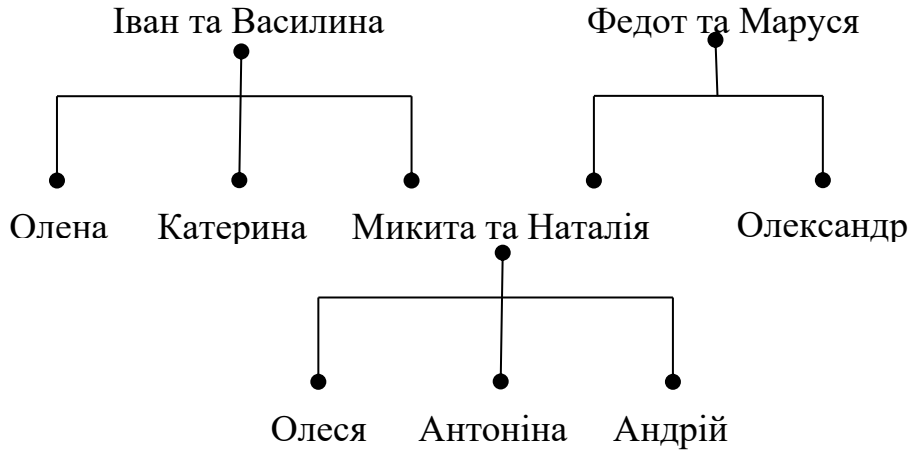 Іван та Василина Федот та Маруся
Олена Катерина Микита та Наталія Олександр
Олеся Антоніна Андрій